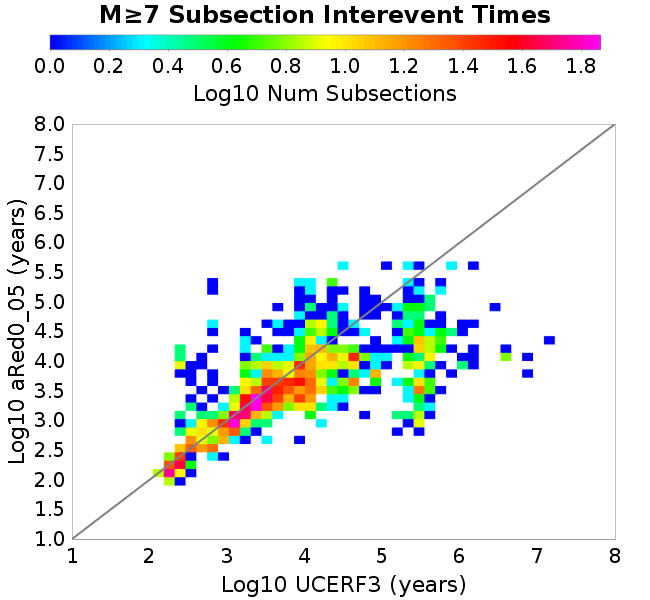 M≥7 Subsection Interevent Times
0.0 0.2 0.4 0.6 0.8 1.0 1.2 1.4 1.6 1.8
Log10 Num Subsections
8.0
7.5
7.0
6.5
6.0
5.5
5.0
4.5
4.0
3.5
3.0
2.5
2.0
1.5
1.0
Log10 aRed0_05 (years)
1 2 3 4 5 6 7 8
Log10 UCERF3 (years)